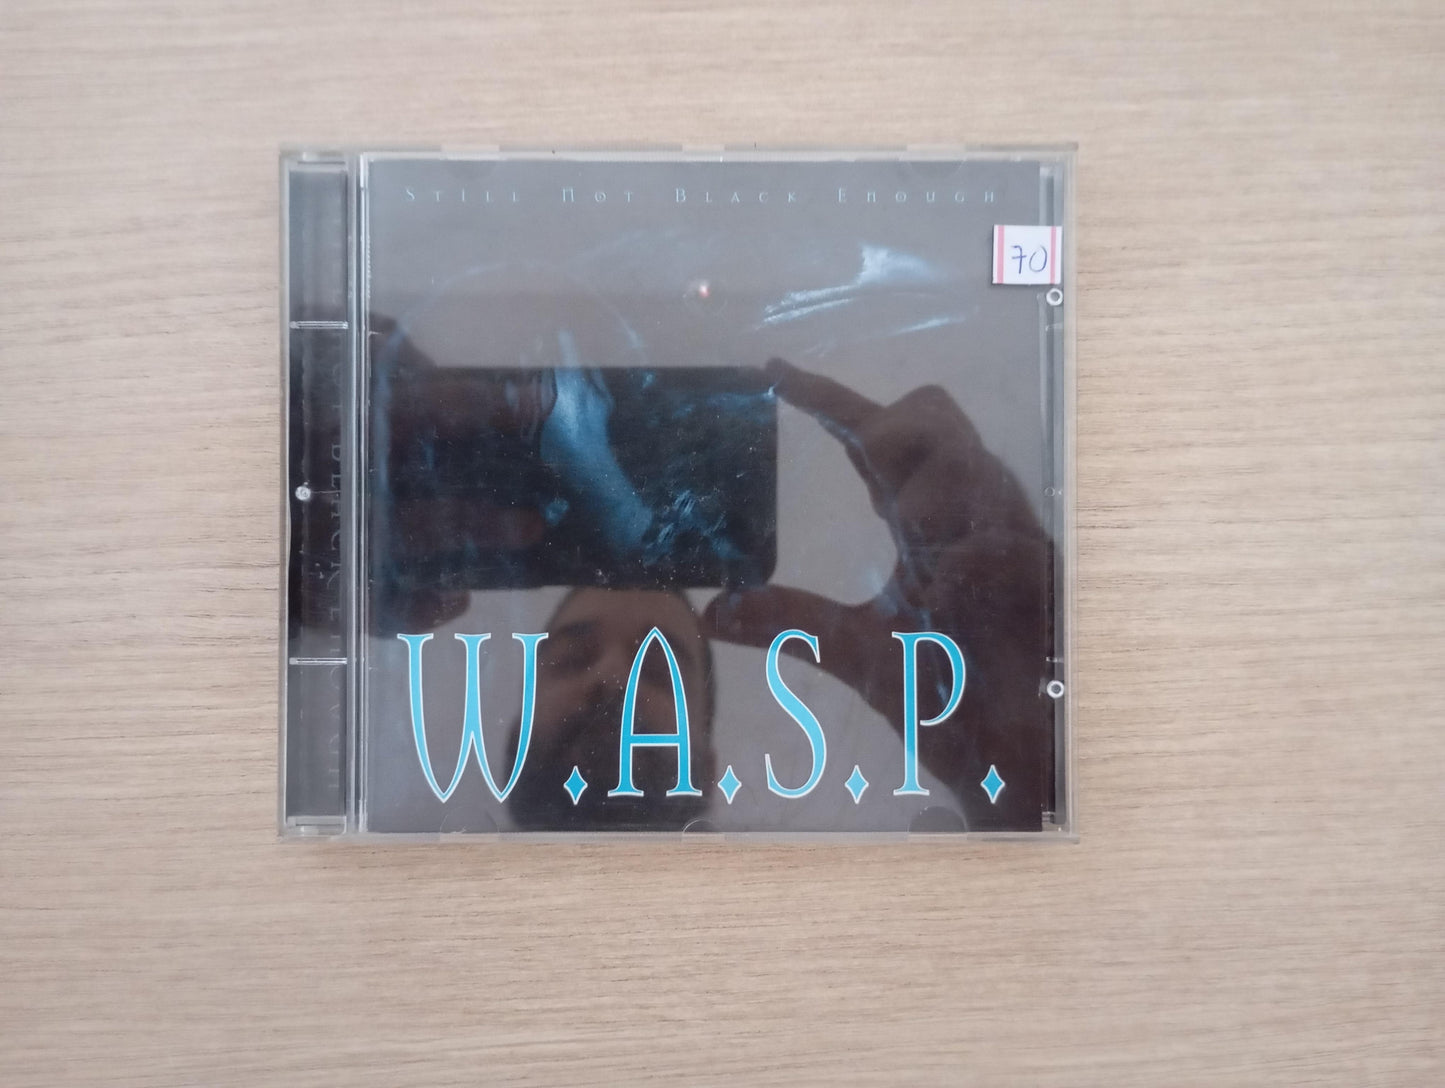 Still Not Black Enough
70
W.A.S.P.